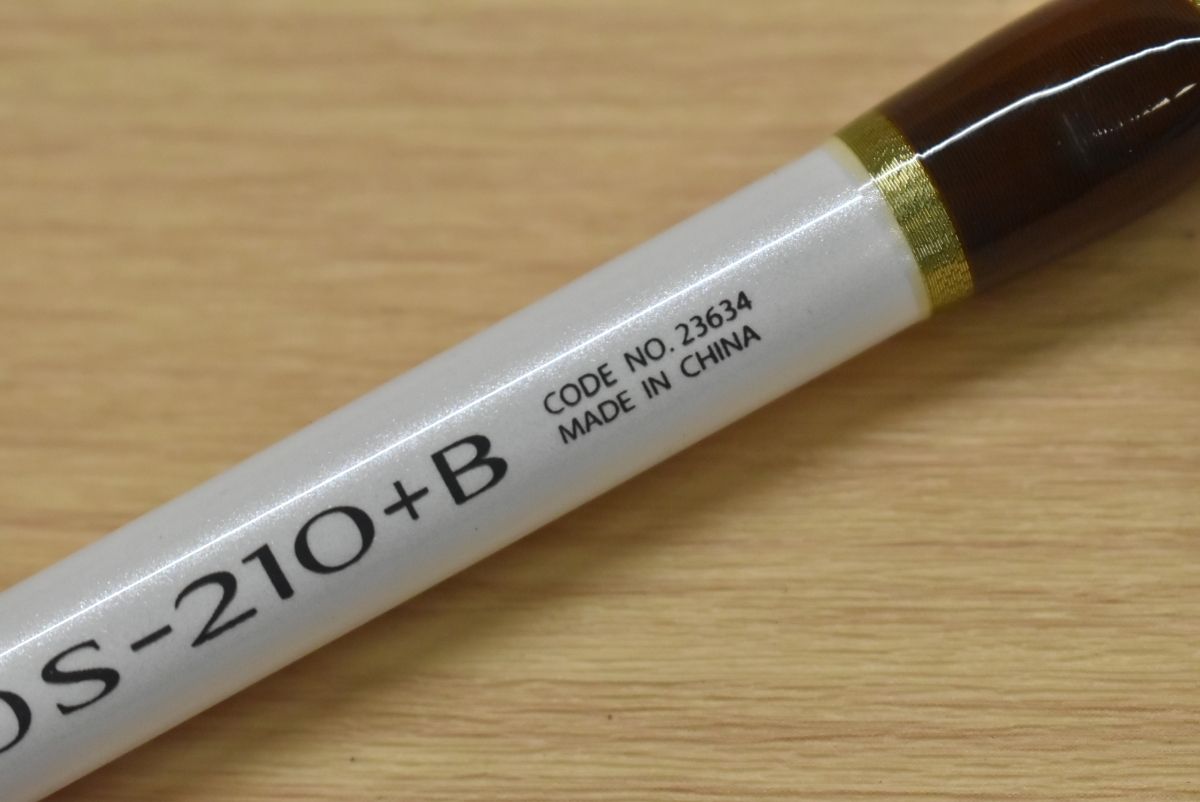 OS-210+B
CODE NO. 23634
MADE IN CHINA